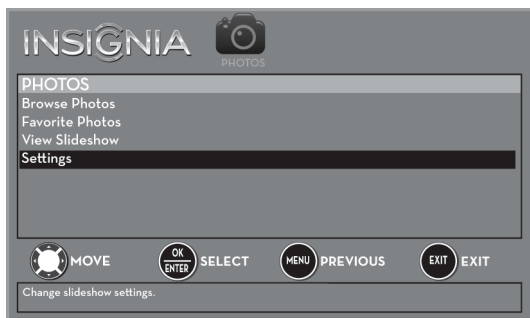 INSIGNIA
PHOTOS
PHOTOS
Browse Photos
Favorite Photos
View Slideshow
Settings
MOVE OK ENTER SELECT MENU PREVIOUS EXIT EXIT
Change slideshow settings.